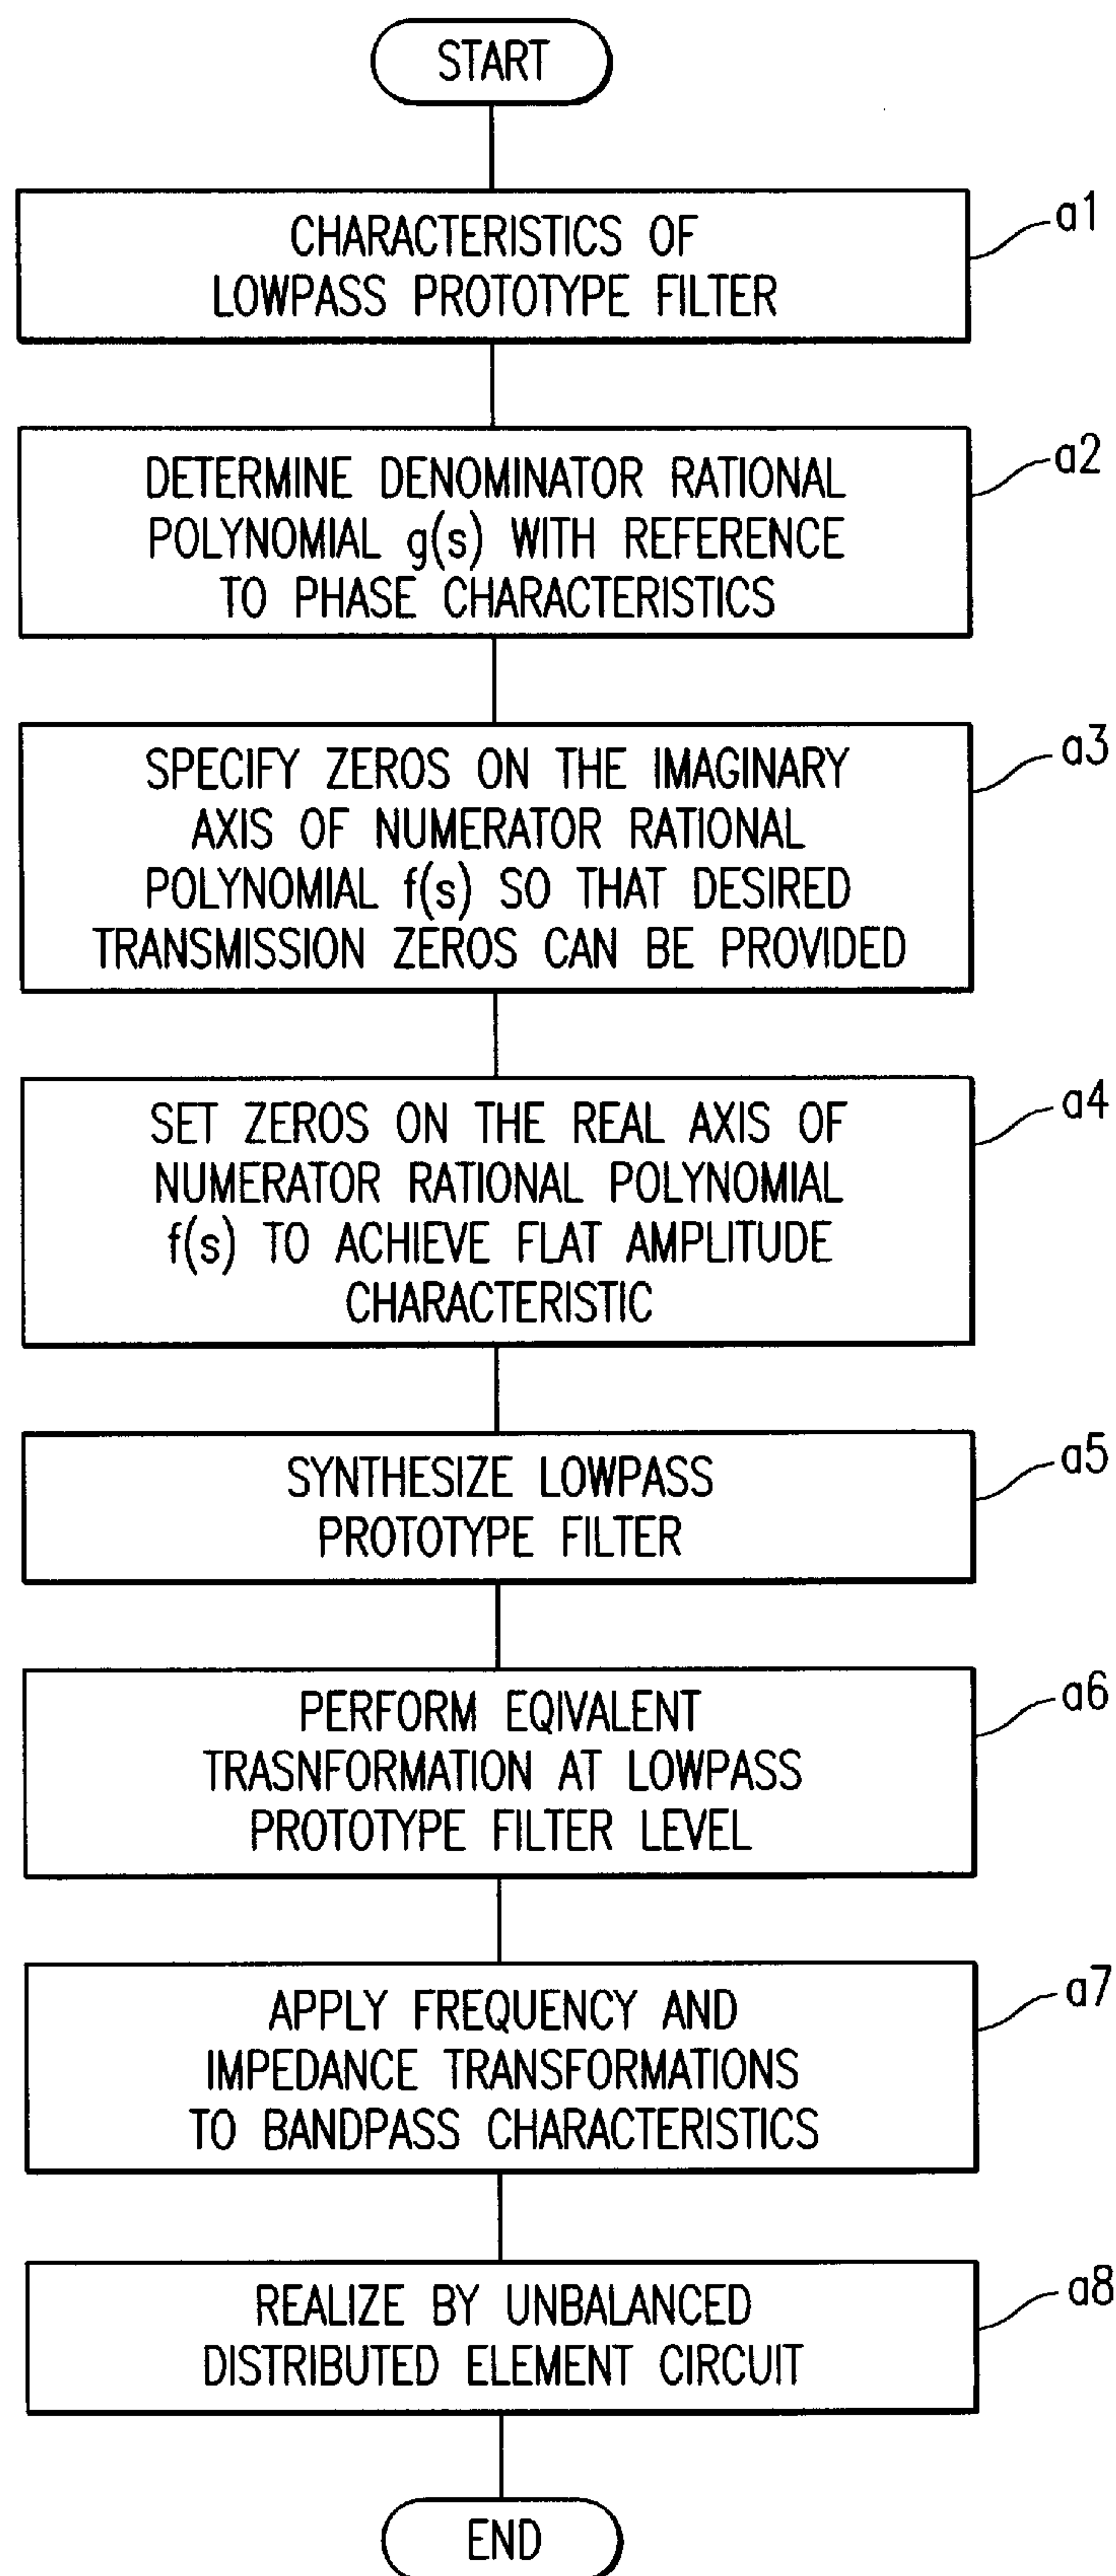 START
CHARACTERISTICS OF
LOWPASS PROTOTYPE FILTER
a1
DETERMINE DENOMINATOR RATIONAL
POLYNOMIAL g(s) WITH REFERENCE
TO PHASE CHARACTERISTICS
a2
SPECIFY ZEROS ON THE IMAGINARY
AXIS OF NUMERATOR RATIONAL
POLYNOMIAL f(s) SO THAT DESIRED
TRANSMISSION ZEROS CAN BE PROVIDED
a3
SET ZEROS ON THE REAL AXIS OF
NUMERATOR RATIONAL POLYNOMIAL
f(s) TO ACHIEVE FLAT AMPLITUDE
CHARACTERISTIC
a4
SYNTHESIZE LOWPASS
PROTOTYPE FILTER
a5
PERFORM EQIVALENT
TRASNFORMATION AT LOWPASS
PROTOTYPE FILTER LEVEL
a6
APPLY FREQUENCY AND
IMPEDANCE TRANSFORMATIONS
TO BANDPASS CHARACTERISTICS
a7
REALIZE BY UNBALANCED
DISTRIBUTED ELEMENT CIRCUIT
a8
END